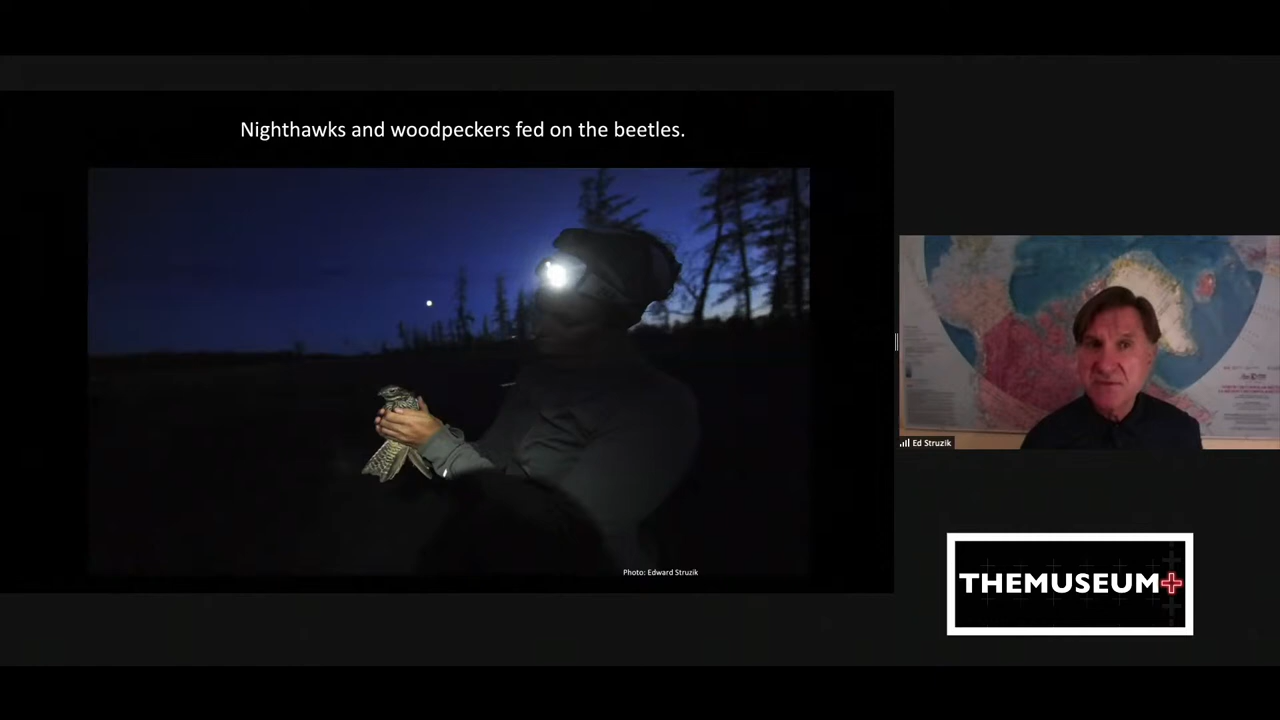 Nighthawks and woodpeckers fed on the beetles.
Photo: Edward Struzik
Ed Struzik
THEMUSEUM+